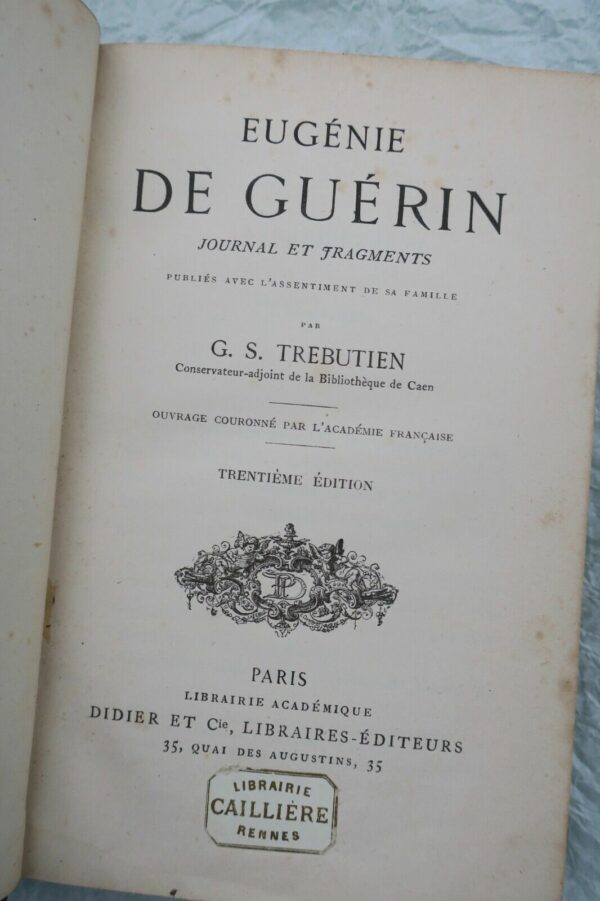 EUGÉNIE
DE GUÉRIN
JOURNAL ET FRAGMENTS
PUBLIÉS AVEC L'ASSENTIMENT DE SA FAMILLE
PAR
G. S. TREBUTIEN
Conservateur-adjoint de la Bibliothèque de Caen
OUVRAGE COURONNÉ PAR L'ACADÉMIE FRANÇAISE
TRENTIÈME ÉDITION
PARIS
LIBRAIRIE ACADÉMIQUE
DIDIER ET Cie, LIBRAIRES-ÉDITEURS
35, QUAI DES AUGUSTINS, 35
LIBRAIRIE
CAILLIÈRE
RENNES